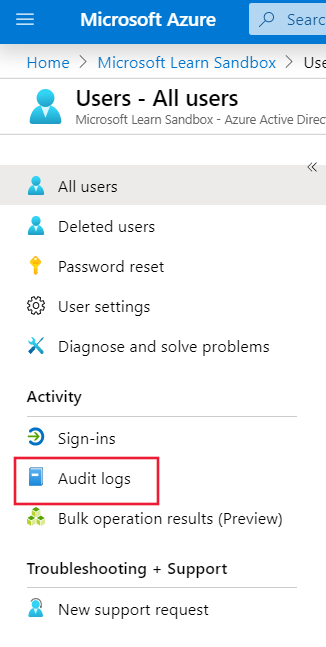 Microsoft Azure
Search
Home > Microsoft Learn Sandbox > Use
Users - All users
Microsoft Learn Sandbox - Azure Active Direc
All users
Deleted users
Password reset
User settings
Diagnose and solve problems
Activity
Sign-ins
Audit logs
Bulk operation results (Preview)
Troubleshooting + Support
New support request